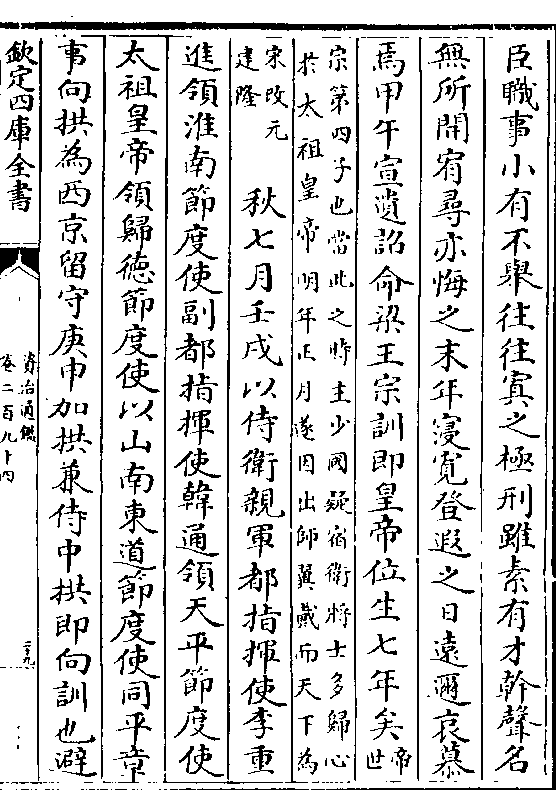 臣職事小有不舉往往寘之極刑雖素有才幹聲名
無所開宥尋亦悔之末年寖寛登遐之日逺邇哀慕
焉甲午宣遺詔命梁王宗訓即皇帝位生七年矣帝世
宗第四子也當此之時主少國疑宿衛將士多歸心
於太祖皇帝明年正月遂因出師翼戴而天下為
宋改元
建隆
秋七月壬戌以侍衛親軍都指揮使李重
進領淮南節度使副都指揮使韓通領天平節度使
太祖皇帝領歸徳節度使以山南東道節度使同平章
事向拱為西京留守庚申加拱兼侍中拱即向訓也避
欽定四庫全書
資治通鑑
卷二百九十四
二十九